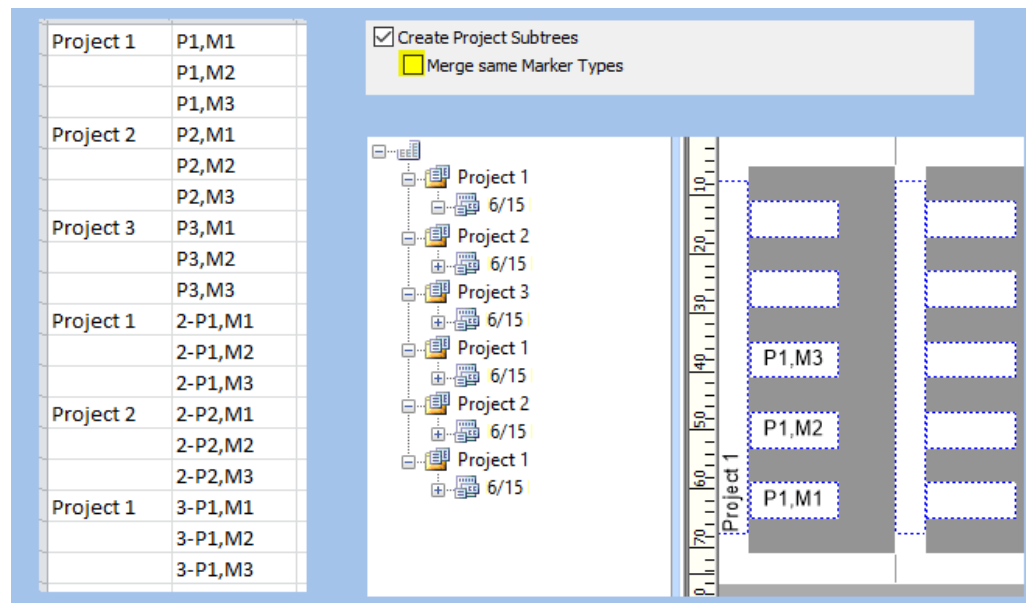 Project 1 P1,M1
P1,M2
P1,M3
Project 2 P2,M1
P2,M2
P2,M3
Project 3 P3,M1
P3,M2
P3,M3
Project 1 2-P1,M1
2-P1,M2
2-P1,M3
Project 2 2-P2,M1
2-P2,M2
2-P2,M3
Project 1 3-P1,M1
3-P1,M2
3-P1,M3
Create Project Subtrees
Merge same Marker Types
Project 1
6/15
Project 2
6/15
Project 3
6/15
Project 1
6/15
Project 2
6/15
Project 1
6/15
10
20
30
40
50
60
70
P1,M3
P1,M2
P1,M1
Project 1